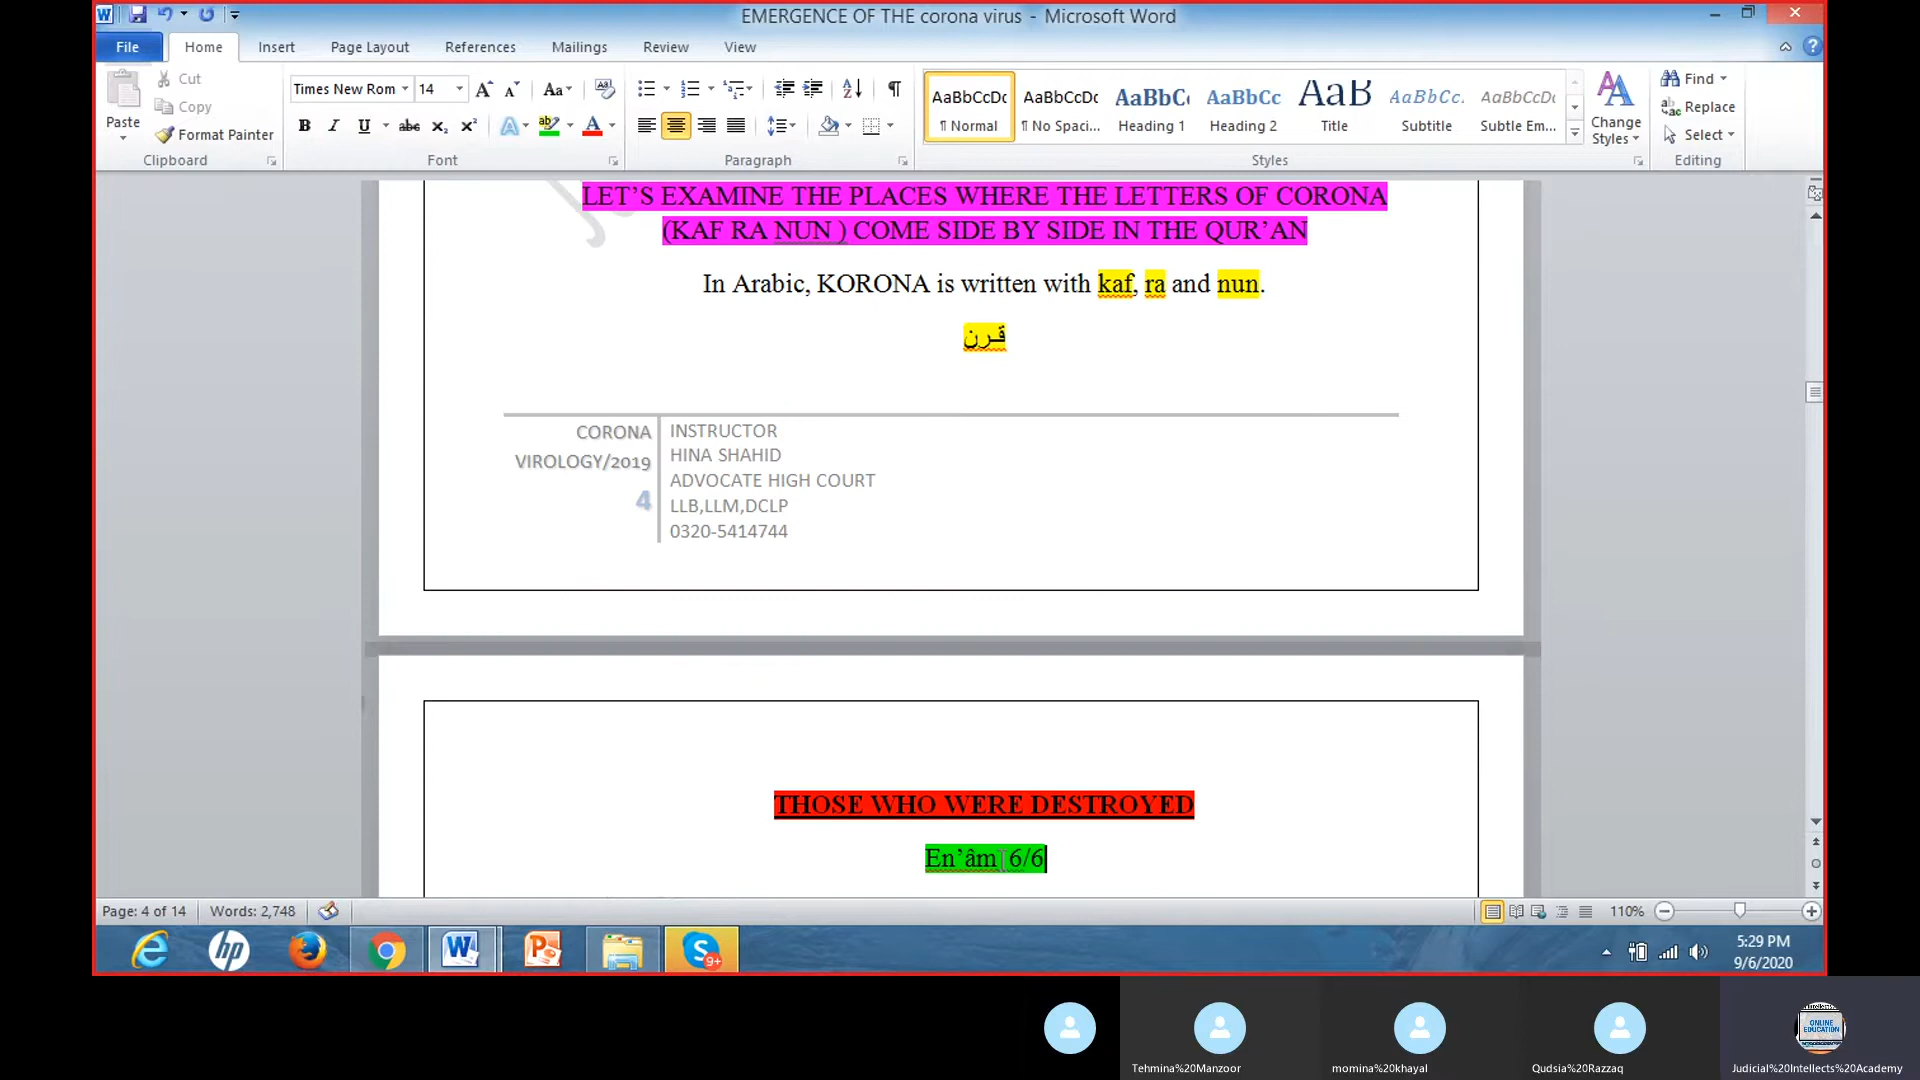 EMERGENCE OF THE corona virus - Microsoft Word
File Home Insert Page Layout References Mailings Review View
Cut
Copy
Format Painter
Paste
Clipboard
Times New Rom 14
Font
Paragraph
AaBbCcDc AaBbCcDc AaBbC AaBbCc AaB AaBbCc. AaBbCcDc
¶ Normal ¶ No Spaci... Heading 1 Heading 2 Title Subtitle Subtle Em...
Change
Styles
Styles
Find
Replace
Select
Editing
LET’S EXAMINE THE PLACES WHERE THE LETTERS OF CORONA
(KAF RA NUN ) COME SIDE BY SIDE IN THE QUR’AN
In Arabic, KORONA is written with kaf, ra and nun.
قرن
CORONA
VIROLOGY/2019
4
INSTRUCTOR
HINA SHAHID
ADVOCATE HIGH COURT
LLB,LLM,DCLP
0320-5414744
THOSE WHO WERE DESTROYED
En’âm 6/6
Page: 4 of 14 Words: 2,748
110%
9+
5:29 PM
9/6/2020
ONLINE
EDUCATION
Tehmina%20Manzoor momina%20khayal Qudsia%20Razzaq Judicial%20Intellects%20Academy